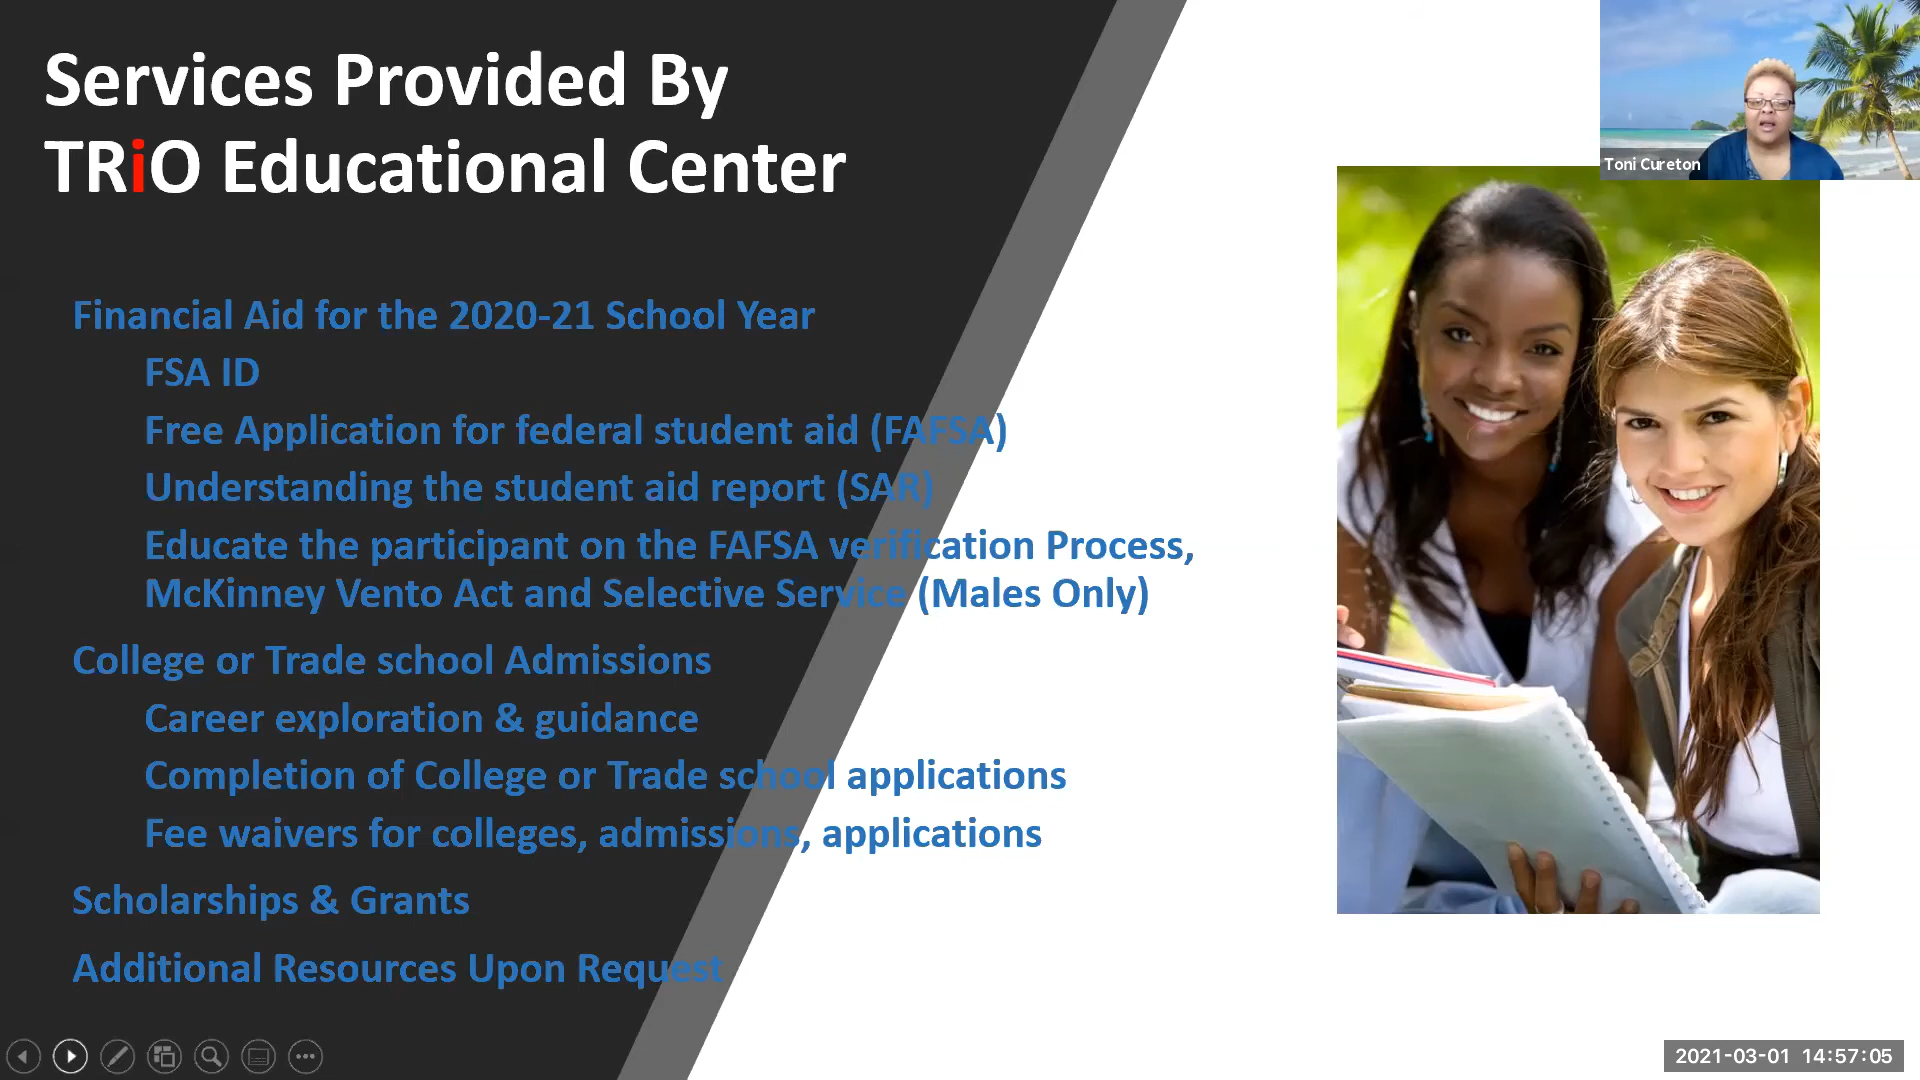 Services Provided By
TRiO Educational Center
Toni Cureton
Financial Aid for the 2020-21 School Year
FSA ID
Free Application for federal student aid (FAFSA)
Understanding the student aid report (SAR)
Educate the participant on the FAFSA verification Process,
McKinney Vento Act and Selective Service (Males Only)
College or Trade school Admissions
Career exploration & guidance
Completion of College or Trade school applications
Fee waivers for colleges, admissions, applications
Scholarships & Grants
Additional Resources Upon Request
2021-03-01 14:57:05